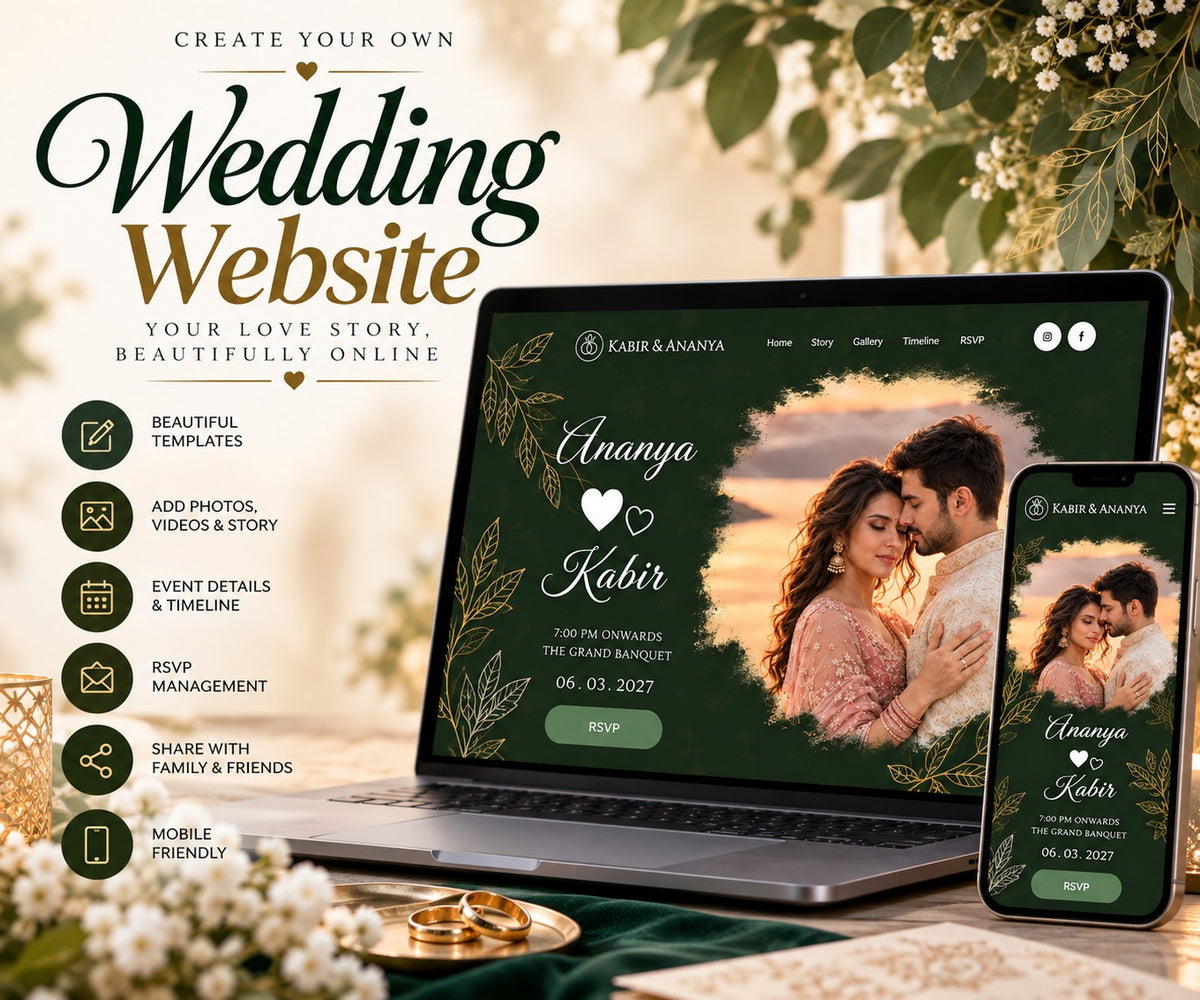 CREATE YOUR OWN
Wedding
Website
YOUR LOVE STORY,
BEAUTIFULLY ONLINE
BEAUTIFUL
TEMPLATES
ADD PHOTOS,
VIDEOS & STORY
EVENT DETAILS
& TIMELINE
RSVP
MANAGEMENT
SHARE WITH
FAMILY & FRIENDS
MOBILE
FRIENDLY
KABIR & ANANYA
Home Story Gallery Timeline RSVP
Ananya
Kabir
7:00 PM ONWARDS
THE GRAND BANQUET
06. 03. 2027
RSVP
KABIR & ANANYA
Ananya
Kabir
7:00 PM ONWARDS
THE GRAND BANQUET
06. 03. 2027
RSVP